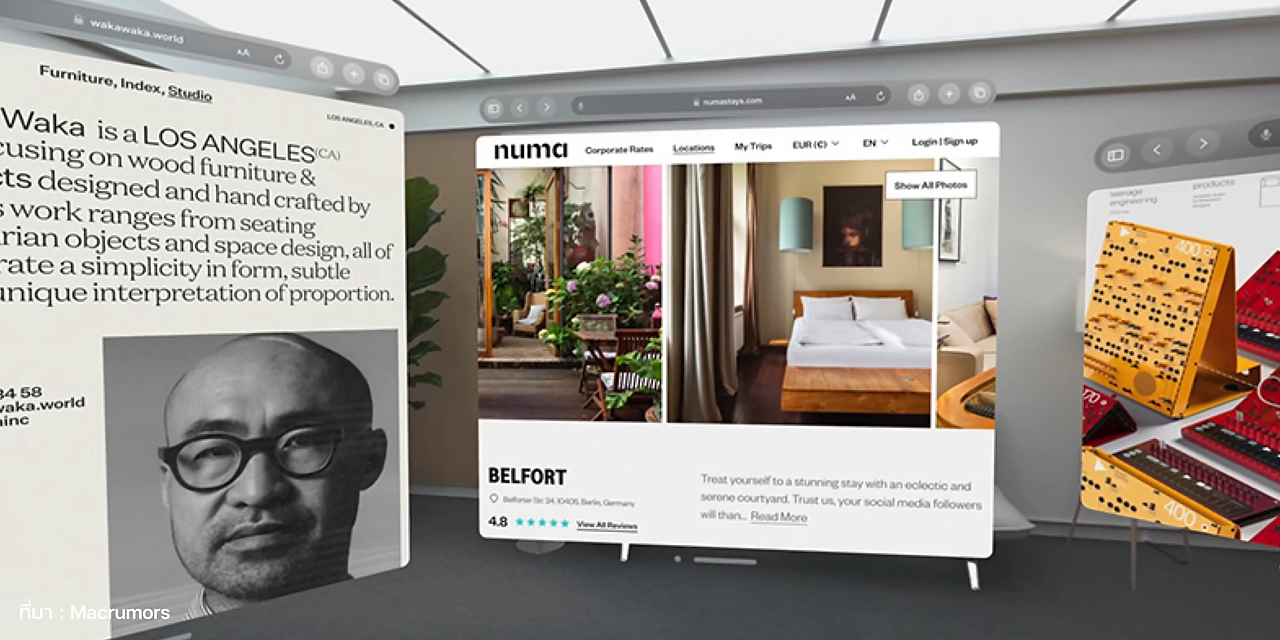 wakawaka.world
AA
Furniture, Index, Studio
LOS ANGELES, CA
Waka is a LOS ANGELES(CA)
cusing on wood furniture &
cts designed and hand crafted by
s work ranges from seating
rian objects and space design, all of
rate a simplicity in form, subtle
unique interpretation of proportion.
34 58
waka.world
inc
numastays.com
AA
numa
Corporate Rates
Locations
My Trips
EUR (€)
EN
Login | Sign up
Show All Photos
BELFORT
Belforter Str. 24, 10405, Berlin, Germany
4.8
View All Reviews
Treat yourself to a stunning stay with an eclectic and
serene courtyard. Trust us, your social media followers
will than... Read More
teenage
engineering
products
400
170
400
ที่มา : Macrumors